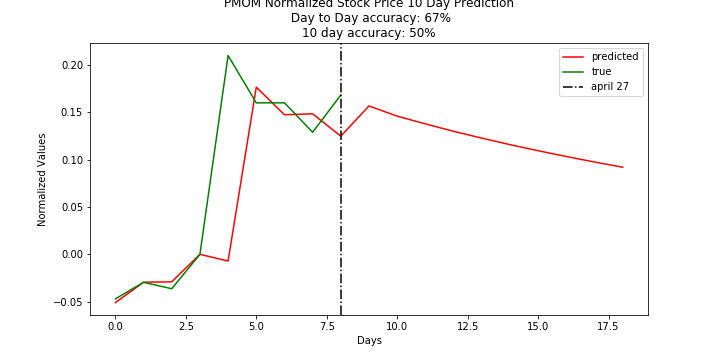 PMOM Normalized Stock Price 10 Day Prediction
Day to Day accuracy: 67%
10 day accuracy: 50%
predicted
true
april 27
Normalized Values
0.20
0.15
0.10
0.05
0.00
−0.05
0.0 2.5 5.0 7.5 10.0 12.5 15.0 17.5
Days